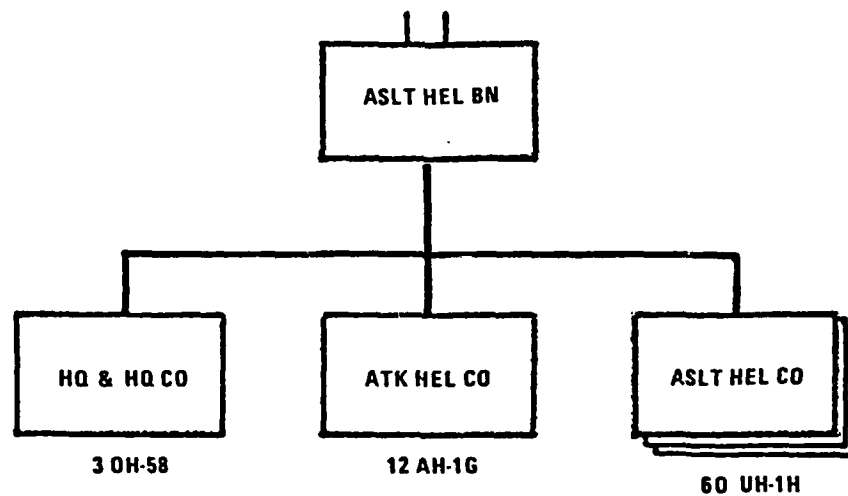 ASLT HEL BN
HQ & HQ CO
ATK HEL CO
ASLT HEL CO
3 OH-58
12 AH-1G
60 UH-1H